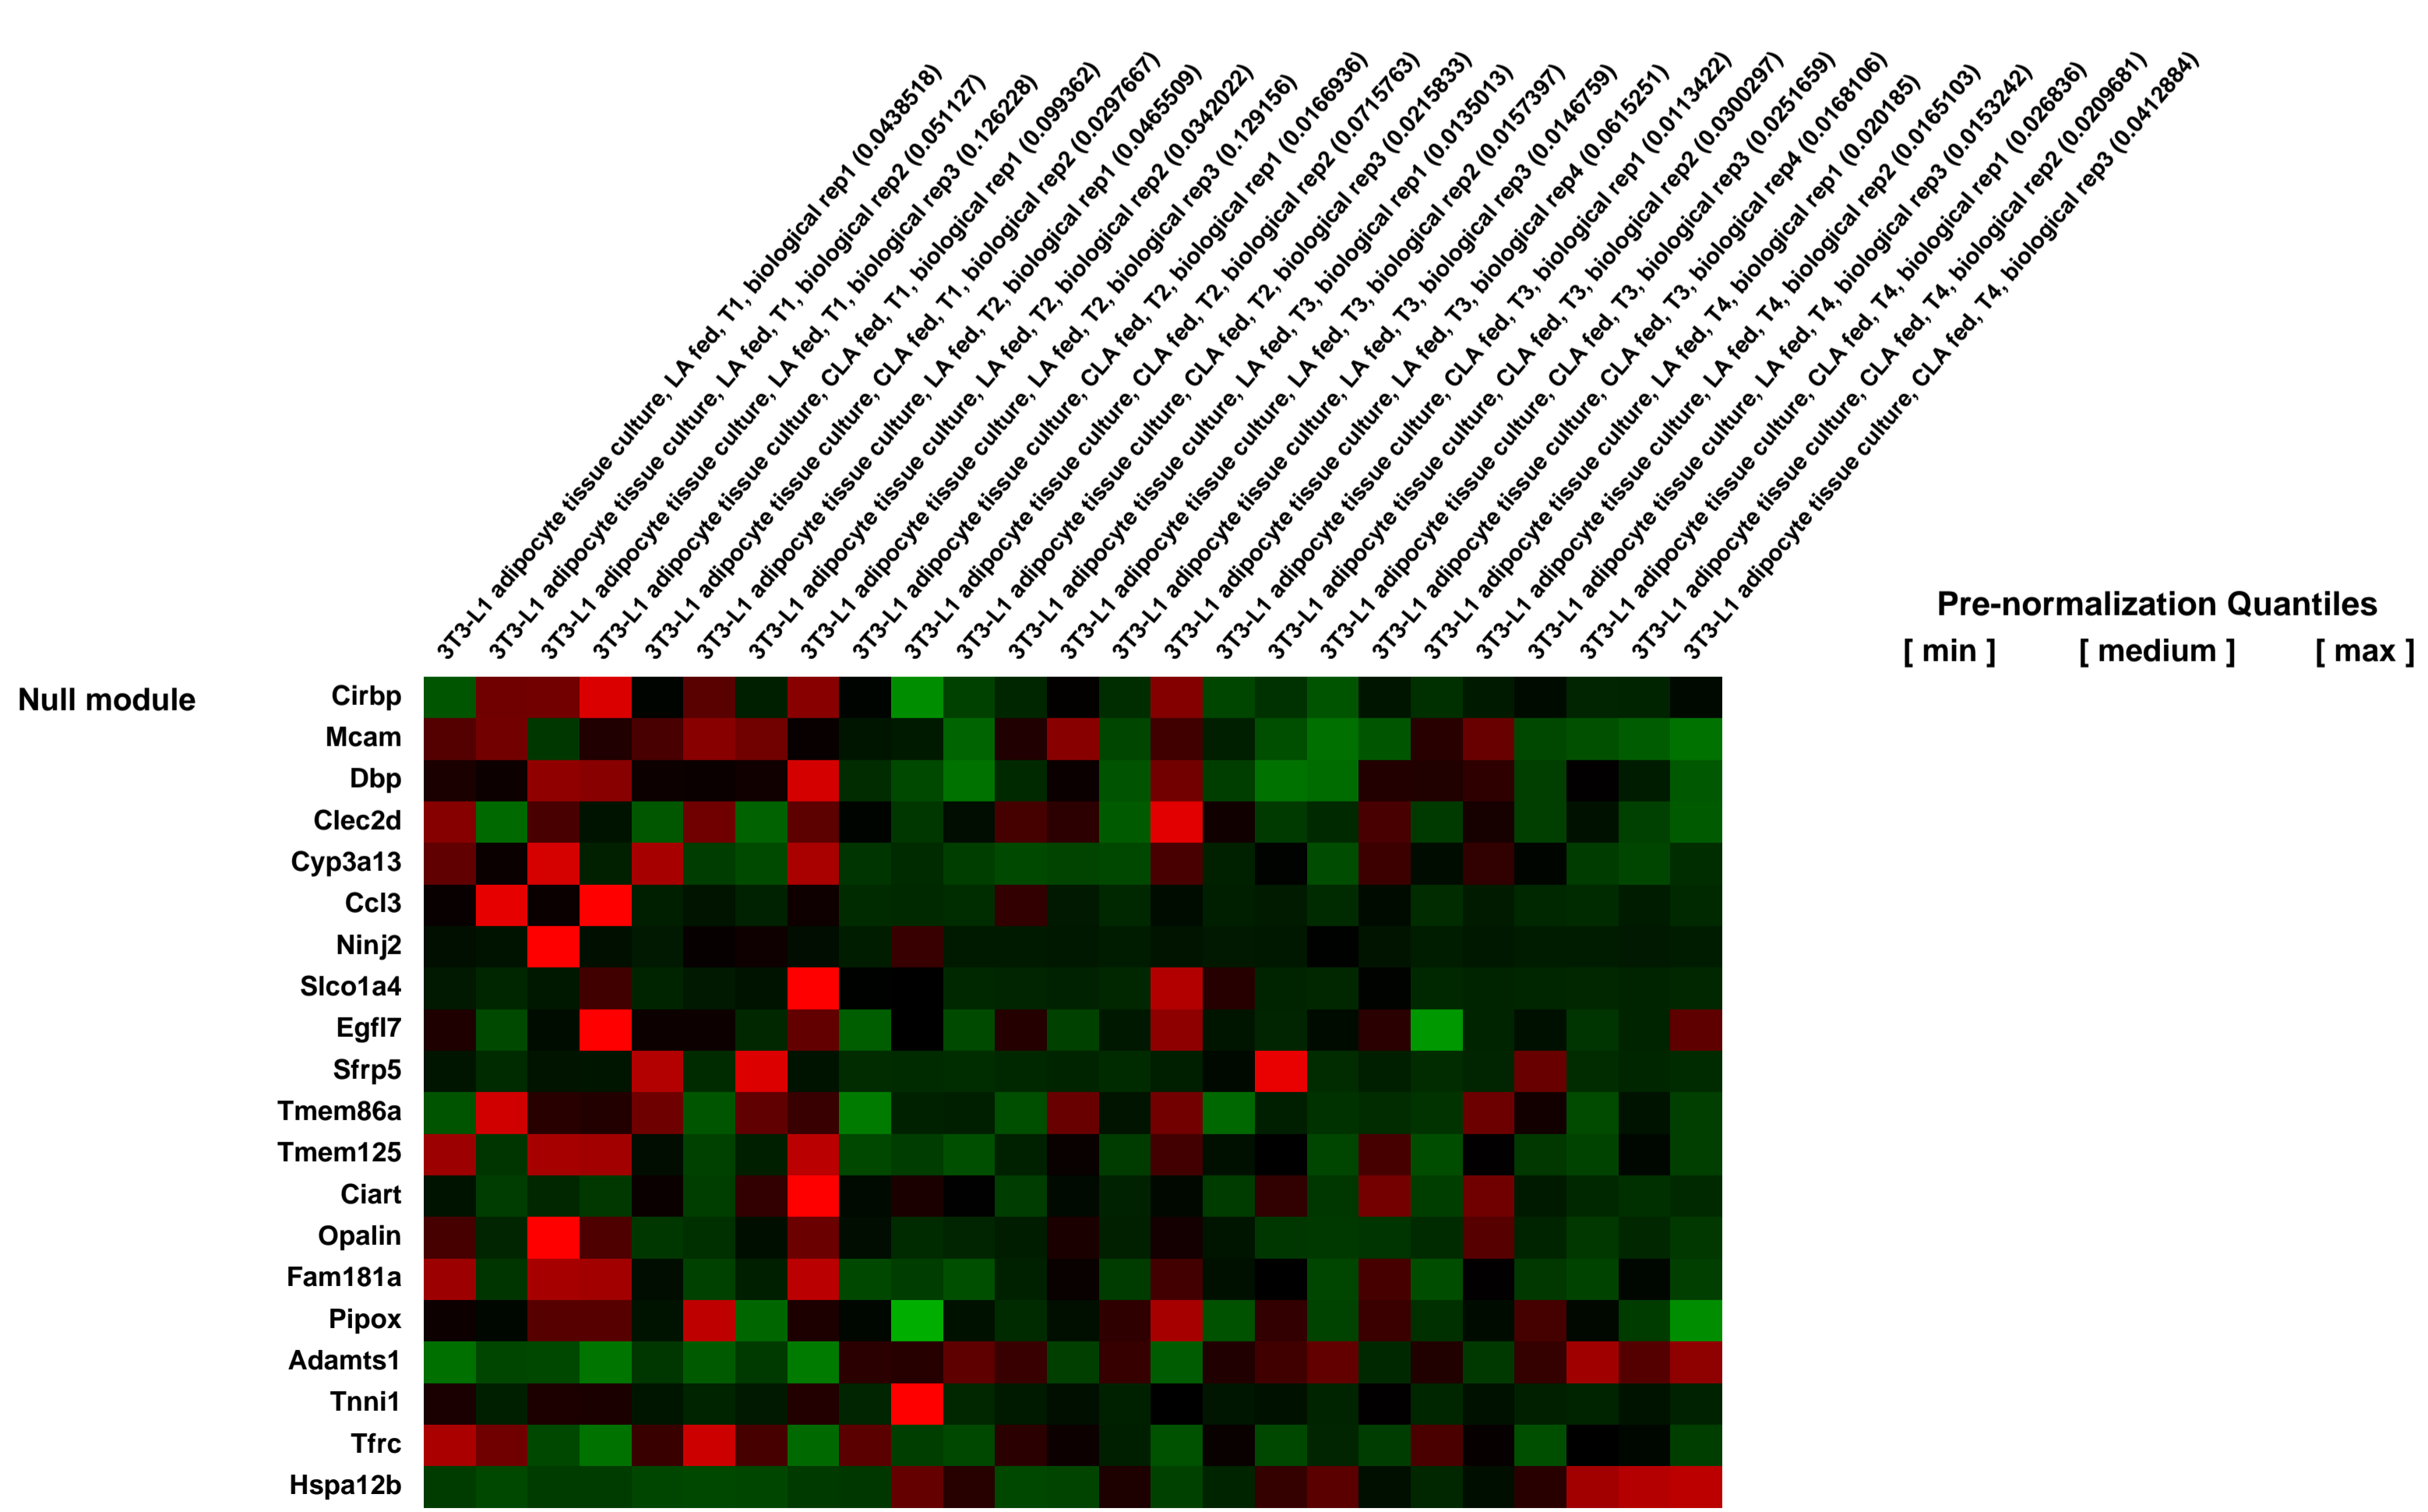 3T3-L1 adipocyte tissue culture, LA fed, T1, biological rep1 (0.0438518)
3T3-L1 adipocyte tissue culture, LA fed, T1, biological rep2 (0.051127)
3T3-L1 adipocyte tissue culture, LA fed, T1, biological rep3 (0.126228)
3T3-L1 adipocyte tissue culture, CLA fed, T1, biological rep1 (0.099362)
3T3-L1 adipocyte tissue culture, CLA fed, T1, biological rep2 (0.0297667)
3T3-L1 adipocyte tissue culture, LA fed, T2, biological rep1 (0.0465509)
3T3-L1 adipocyte tissue culture, LA fed, T2, biological rep2 (0.0342022)
3T3-L1 adipocyte tissue culture, LA fed, T2, biological rep3 (0.129156)
3T3-L1 adipocyte tissue culture, CLA fed, T2, biological rep1 (0.0166936)
3T3-L1 adipocyte tissue culture, CLA fed, T2, biological rep2 (0.0715763)
3T3-L1 adipocyte tissue culture, CLA fed, T2, biological rep3 (0.0215833)
3T3-L1 adipocyte tissue culture, LA fed, T3, biological rep1 (0.0135013)
3T3-L1 adipocyte tissue culture, LA fed, T3, biological rep2 (0.0157397)
3T3-L1 adipocyte tissue culture, LA fed, T3, biological rep3 (0.0146759)
3T3-L1 adipocyte tissue culture, LA fed, T3, biological rep4 (0.0615251)
3T3-L1 adipocyte tissue culture, CLA fed, T3, biological rep1 (0.0113422)
3T3-L1 adipocyte tissue culture, CLA fed, T3, biological rep2 (0.0300297)
3T3-L1 adipocyte tissue culture, CLA fed, T3, biological rep3 (0.0251659)
3T3-L1 adipocyte tissue culture, CLA fed, T3, biological rep4 (0.0168106)
3T3-L1 adipocyte tissue culture, LA fed, T4, biological rep1 (0.020185)
3T3-L1 adipocyte tissue culture, LA fed, T4, biological rep2 (0.0165103)
3T3-L1 adipocyte tissue culture, LA fed, T4, biological rep3 (0.0153242)
3T3-L1 adipocyte tissue culture, CLA fed, T4, biological rep1 (0.026836)
3T3-L1 adipocyte tissue culture, CLA fed, T4, biological rep2 (0.0209681)
3T3-L1 adipocyte tissue culture, CLA fed, T4, biological rep3 (0.0412884)
Pre-normalization Quantiles
[ min ] [ medium ] [ max ]
Null module
Cirbp
Mcam
Dbp
Clec2d
Cyp3a13
Ccl3
Ninj2
Slco1a4
Egfl7
Sfrp5
Tmem86a
Tmem125
Ciart
Opalin
Fam181a
Pipox
Adamts1
Tnni1
Tfrc
Hspa12b